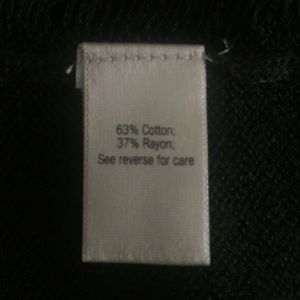 63% Cotton;
37% Rayon;
See reverse for care